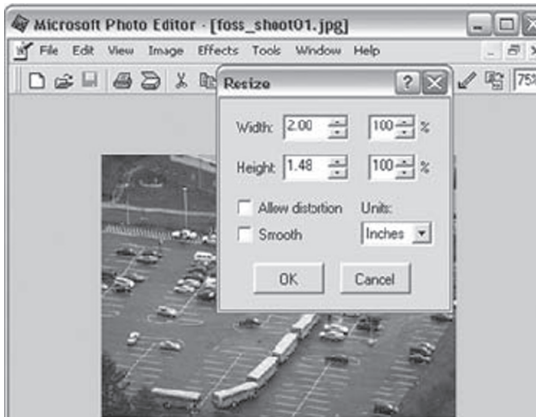 Microsoft Photo Editor - [foss_shoot01.jpg]
File Edit View Image Effects Tools Window Help
75%
Resize
Width: 2.00 100 %
Height: 1.48 100 %
Allow distortion Units:
Smooth Inches
OK Cancel